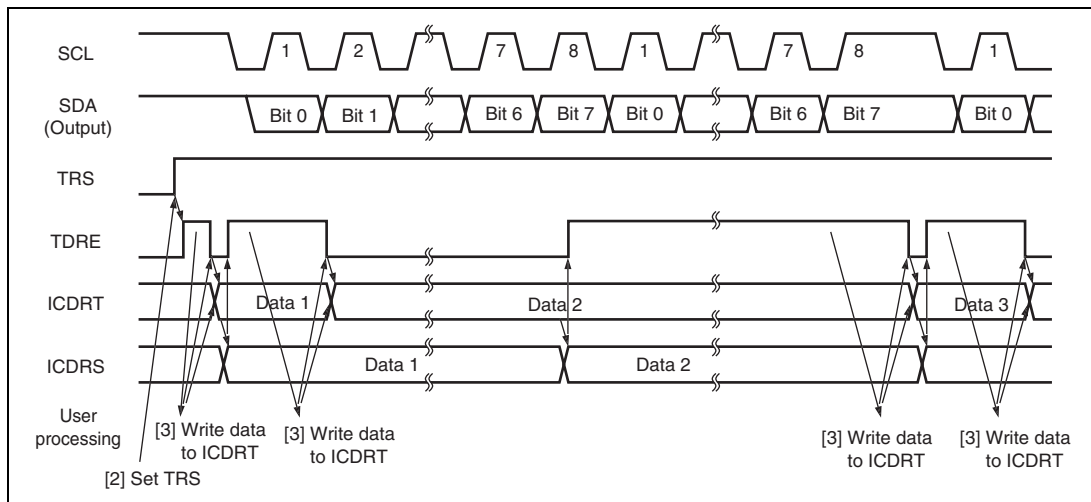 SCL 1 2 7 8 1 7 8 1
SDA
(Output)
Bit 0 Bit 1 Bit 6 Bit 7 Bit 0 Bit 6 Bit 7 Bit 0
TRS
TDRE
ICDRT Data 1 Data 2 Data 3
ICDRS Data 1 Data 2
User
processing
[3] Write data
to ICDRT
[3] Write data
to ICDRT
[3] Write data
to ICDRT
[3] Write data
to ICDRT
[2] Set TRS